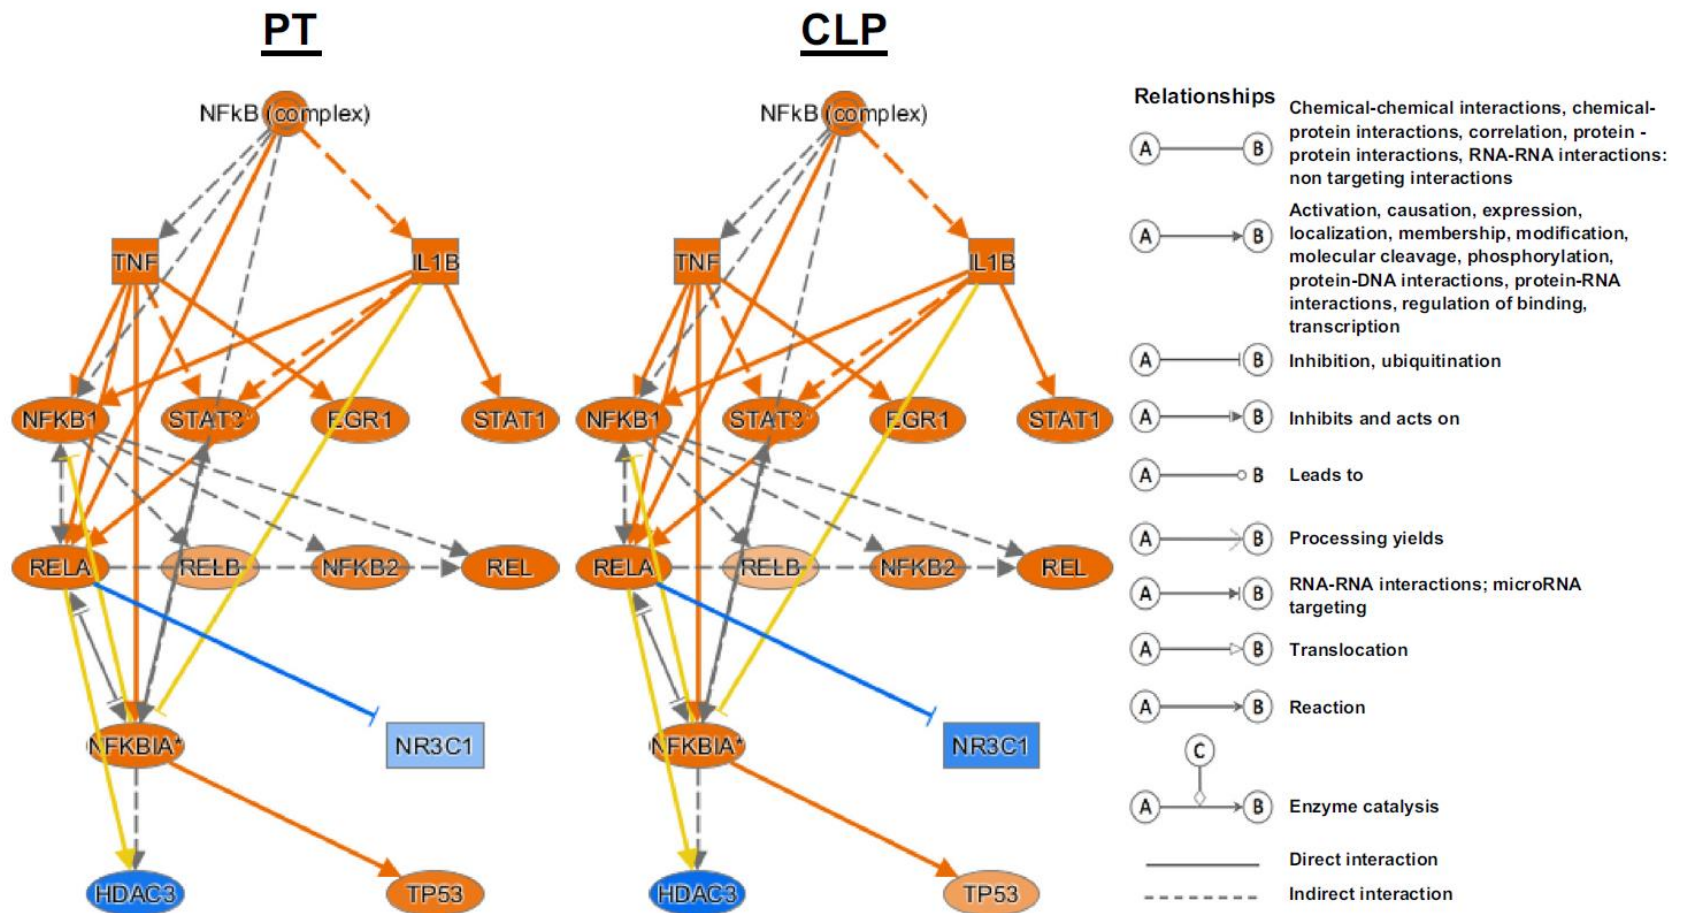 PT
CLP
NFkB (complex)
TNF
IL1B
NFKB1
STAT3*
EGR1
STAT1
RELA
RELB
NFKB2
REL
NFKBIA*
NR3C1
HDAC3
TP53
NFkB (complex)
TNF
IL1B
NFKB1
STAT3*
EGR1
STAT1
RELA
RELB
NFKB2
REL
NFKBIA*
NR3C1
HDAC3
TP53
Relationships
A B Chemical-chemical interactions, chemical-
protein interactions, correlation, protein -
protein interactions, RNA-RNA interactions:
non targeting interactions
A B Activation, causation, expression,
localization, membership, modification,
molecular cleavage, phosphorylation,
protein-DNA interactions, protein-RNA
interactions, regulation of binding,
transcription
A B Inhibition, ubiquitination
A B Inhibits and acts on
A B Leads to
A B Processing yields
A B RNA-RNA interactions; microRNA
targeting
A B Translocation
A B Reaction
C
A B Enzyme catalysis
Direct interaction
Indirect interaction